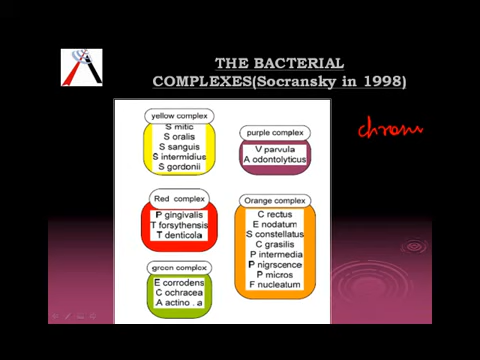 THE BACTERIAL
COMPLEXES(Socransky in 1998)
yellow complex
S mitic
S oralis
S sanguis
S intermidius
S gordonii
purple complex
V parvula
A odontolyticus
Red complex
P gingivalis
T forsythensis
T denticola
Orange complex
C rectus
E nodatum
S constellatus
C grasilis
P intermedia
P nigrscence
P micros
F nucleatum
green complex
E corrodens
C ochracea
A actino . a